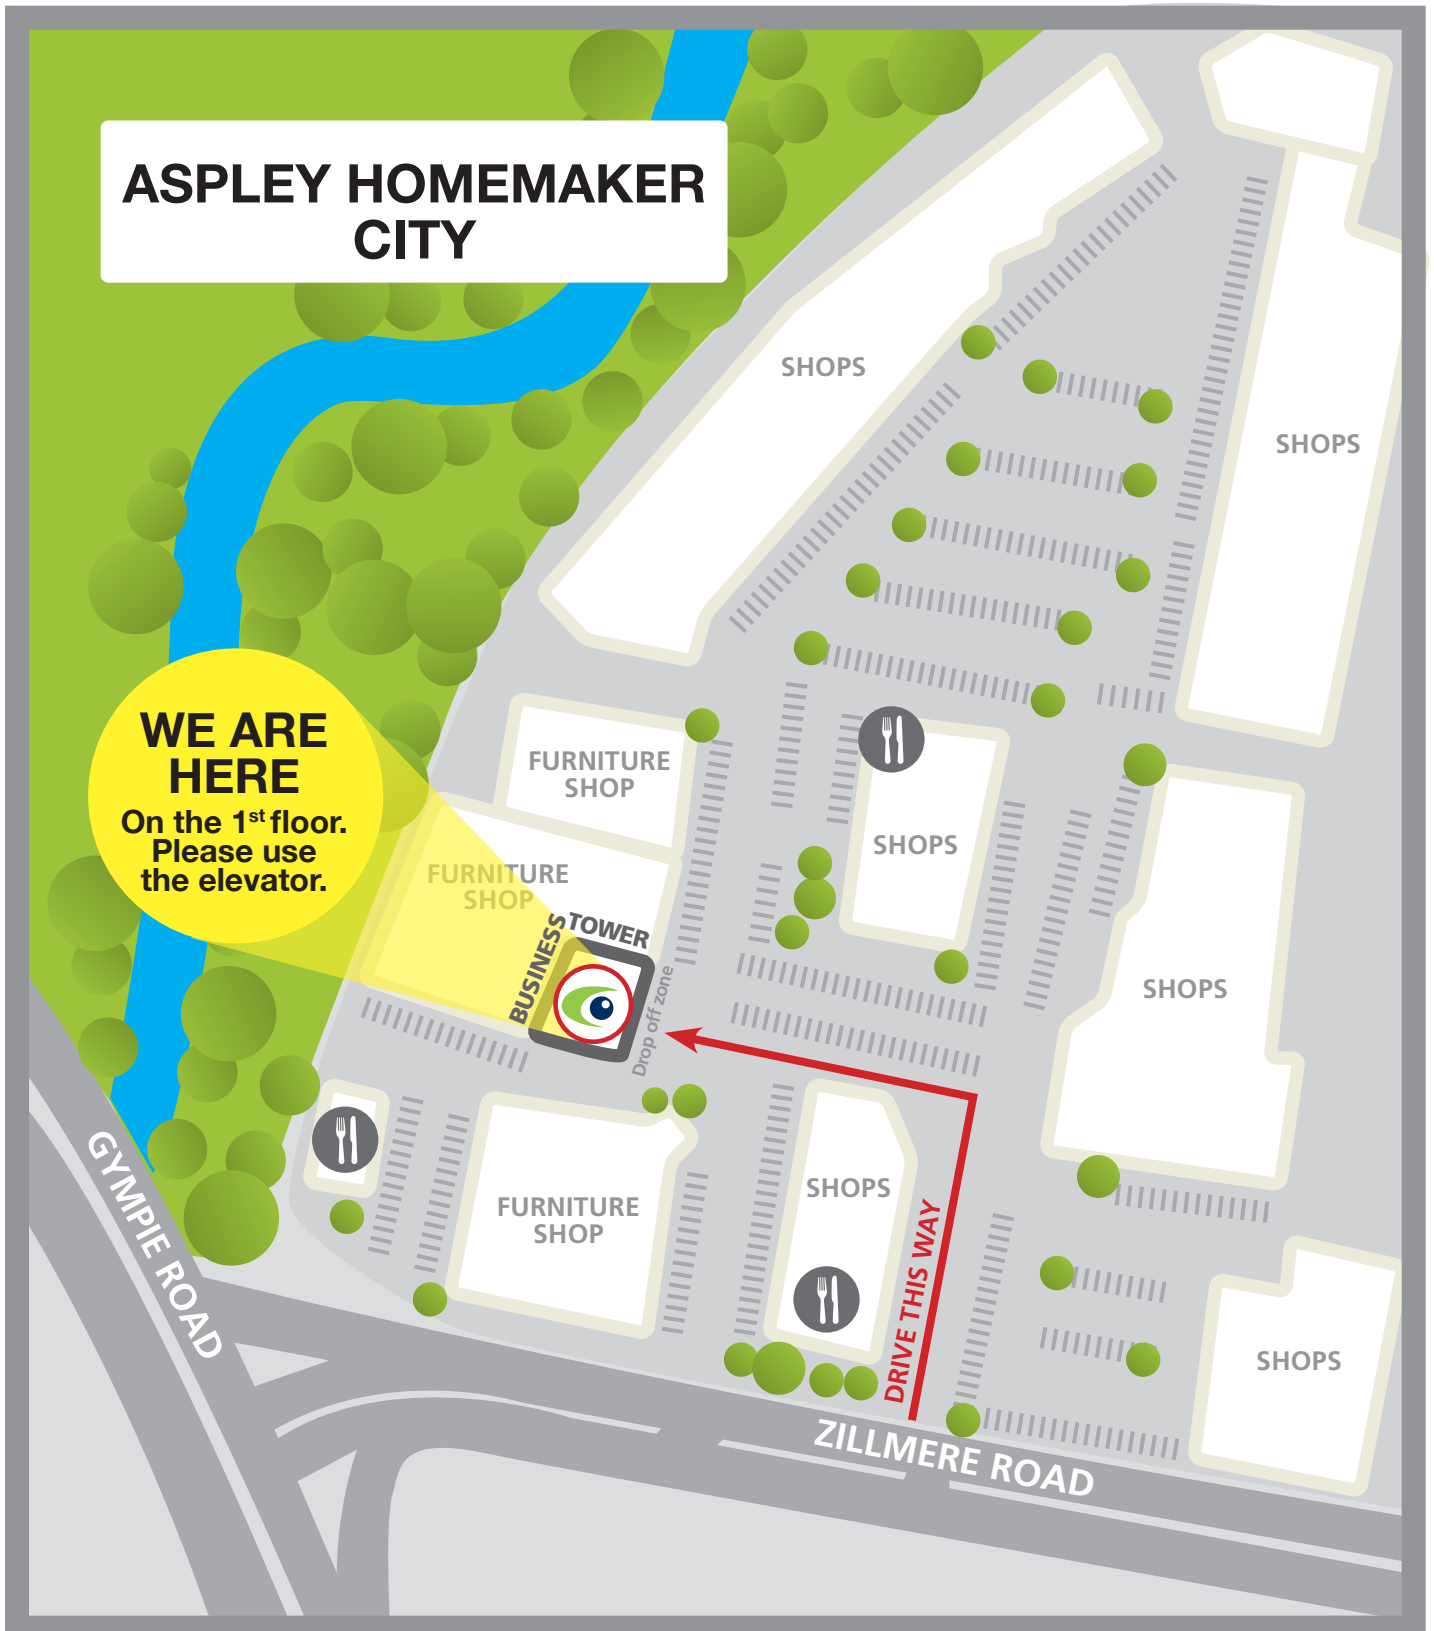 ASPLEY HOMEMAKER
CITY
SHOPS
SHOPS
WE ARE
HERE
On the 1st floor.
Please use
the elevator.
FURNITURE
SHOP
SHOPS
FURNITURE
SHOP
BUSINESS
TOWER
Drop off zone
SHOPS
SHOPS
FURNITURE
SHOP
DRIVE THIS WAY
GYMPIE ROAD
SHOPS
ZILLMERE ROAD